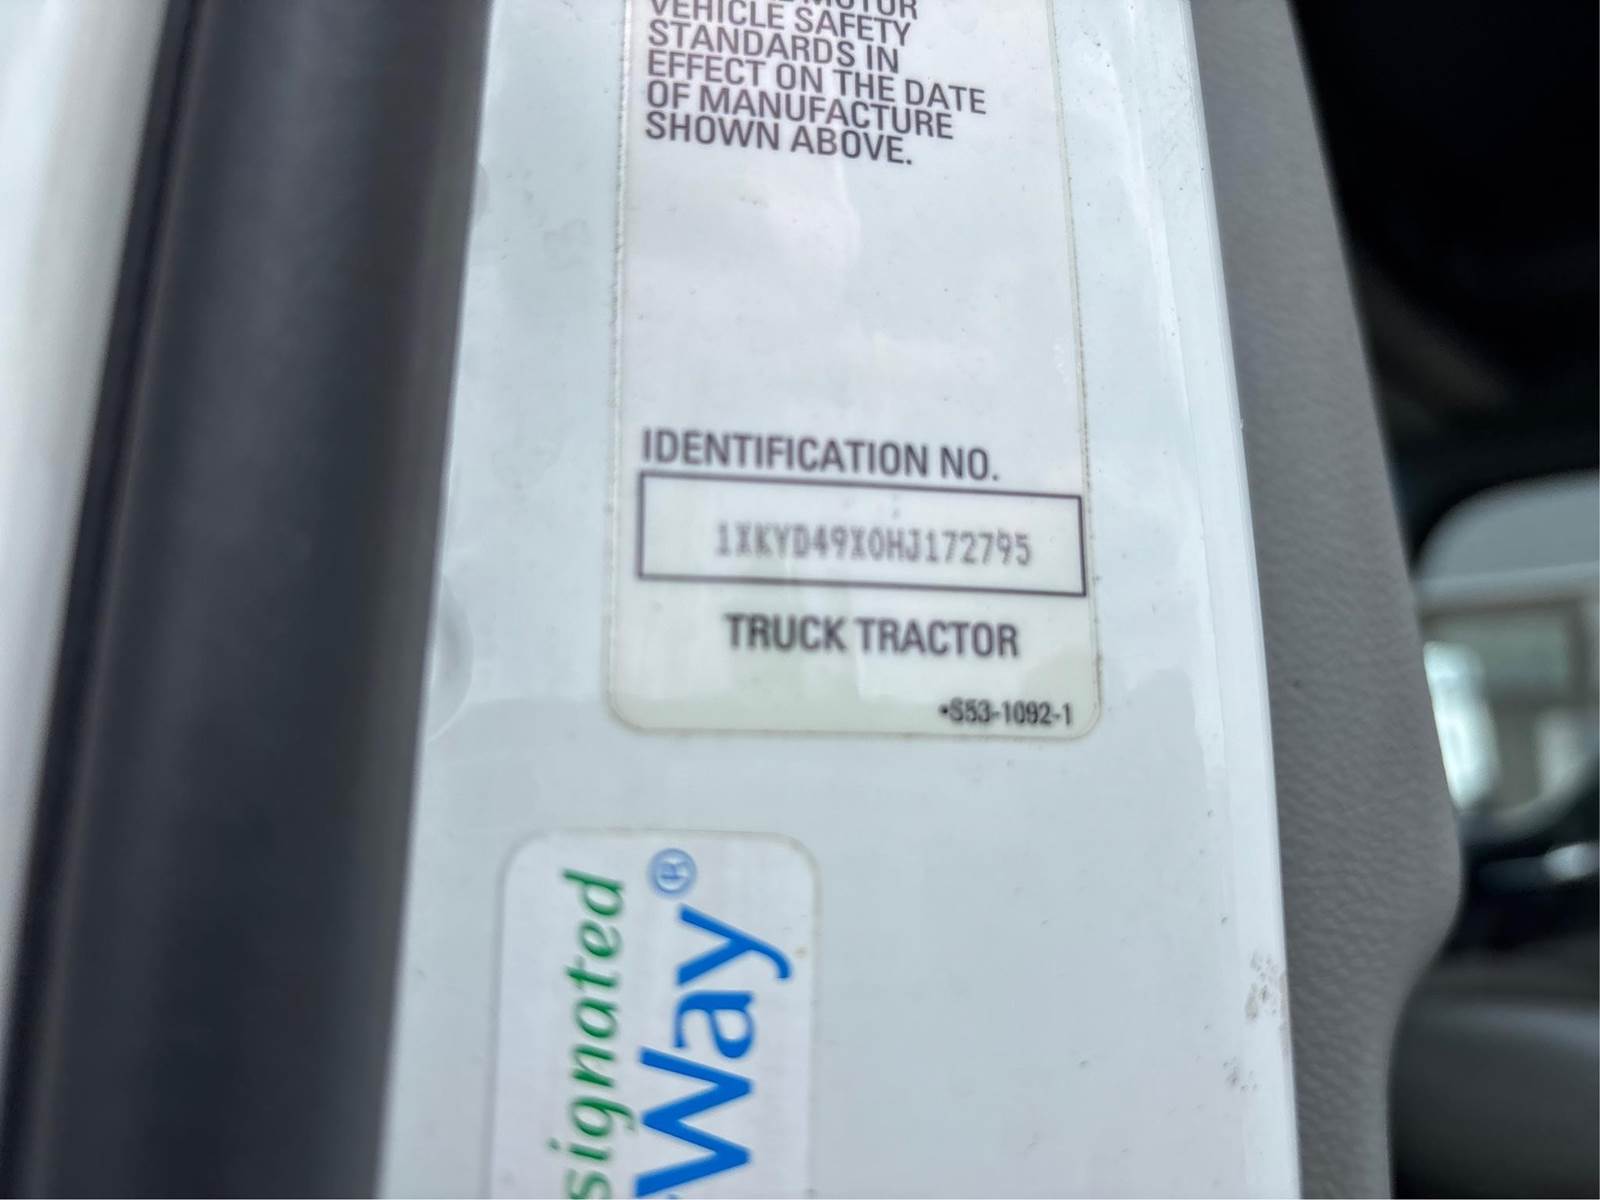 MOTOR
VEHICLE SAFETY
STANDARDS IN
EFFECT ON THE DATE
OF MANUFACTURE
SHOWN ABOVE.
IDENTIFICATION NO.
1XKYD49X0HJ172795
TRUCK TRACTOR
•S53-1092-1
signated
Way®